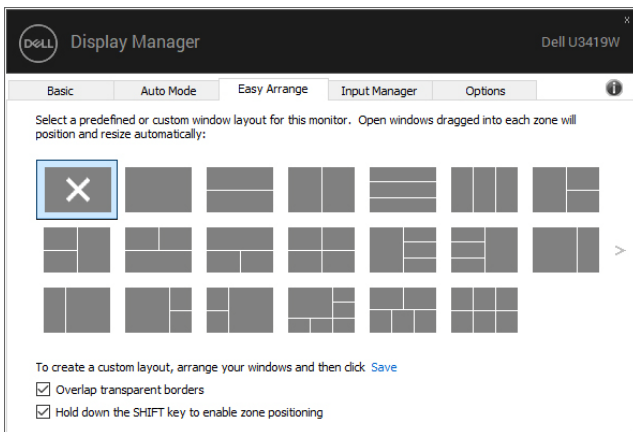 x
DELL Display Manager Dell U3419W
Basic Auto Mode Easy Arrange Input Manager Options i
Select a predefined or custom window layout for this monitor. Open windows dragged into each zone will
position and resize automatically:
>
To create a custom layout, arrange your windows and then click Save
Overlap transparent borders
Hold down the SHIFT key to enable zone positioning